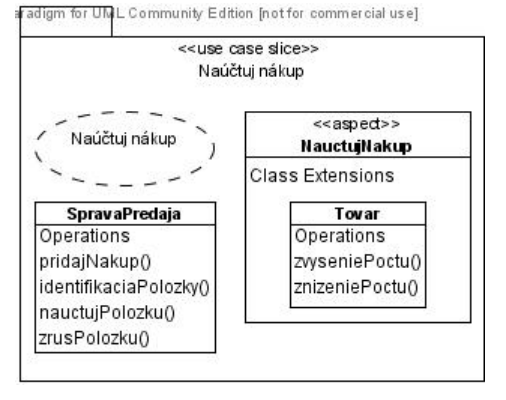 aradigm for UML Community Edition [not for commercial use]
<<use case slice>>
Naúčtuj nákup
Naúčtuj nákup
SpravaPredaja
Operations
pridajNakup()
identifikaciaPolozky()
nauctujPolozku()
zrusPolozku()
<<aspect>>
NauctujNakup
Class Extensions
Tovar
Operations
zvyseniePoctu()
znizeniePoctu()